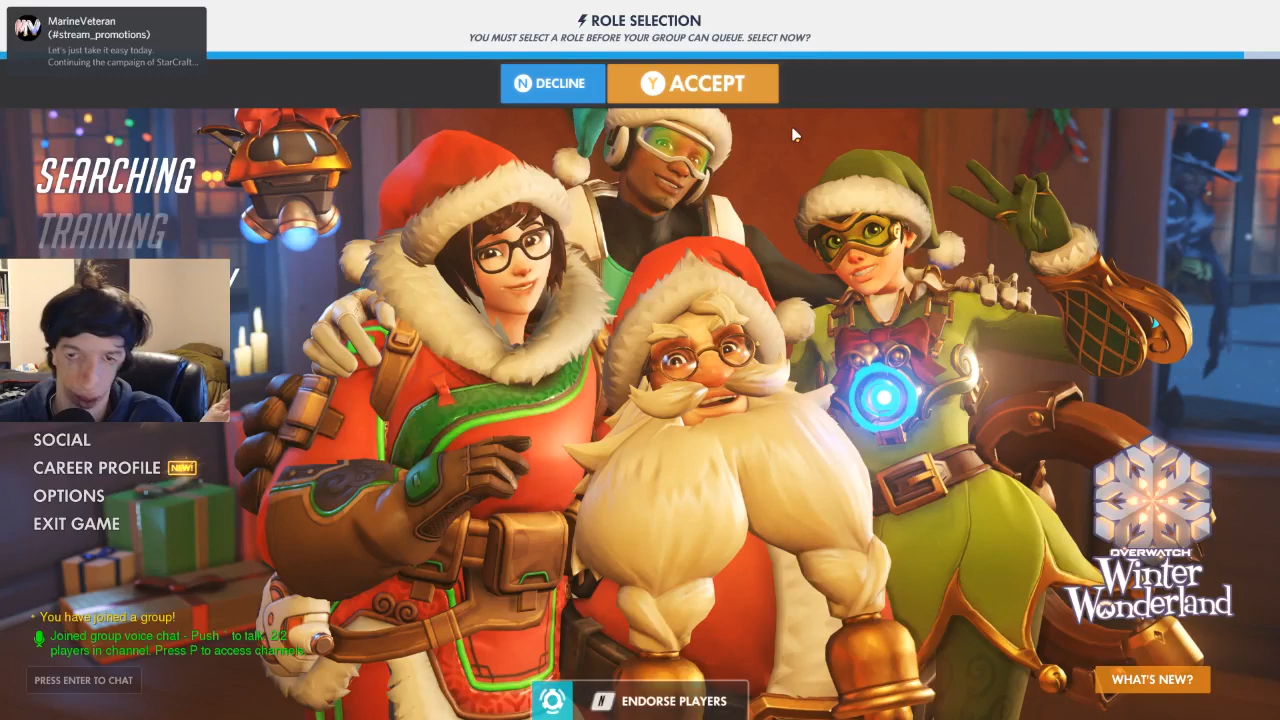 MarineVeteran
(#stream_promotions)
Let's just take it easy today.
Continuing the campaign of StarCraft...
ROLE SELECTION
YOU MUST SELECT A ROLE BEFORE YOUR GROUP CAN QUEUE. SELECT NOW?
N DECLINE
Y ACCEPT
SEARCHING
TRAINING
SOCIAL
CAREER PROFILE NEW!
OPTIONS
EXIT GAME
OVERWATCH
Winter
Wonderland
• You have joined a group!
Joined group voice chat - Push to talk. 2/2
players in channel. Press P to access channels.
PRESS ENTER TO CHAT
N ENDORSE PLAYERS
WHAT'S NEW?